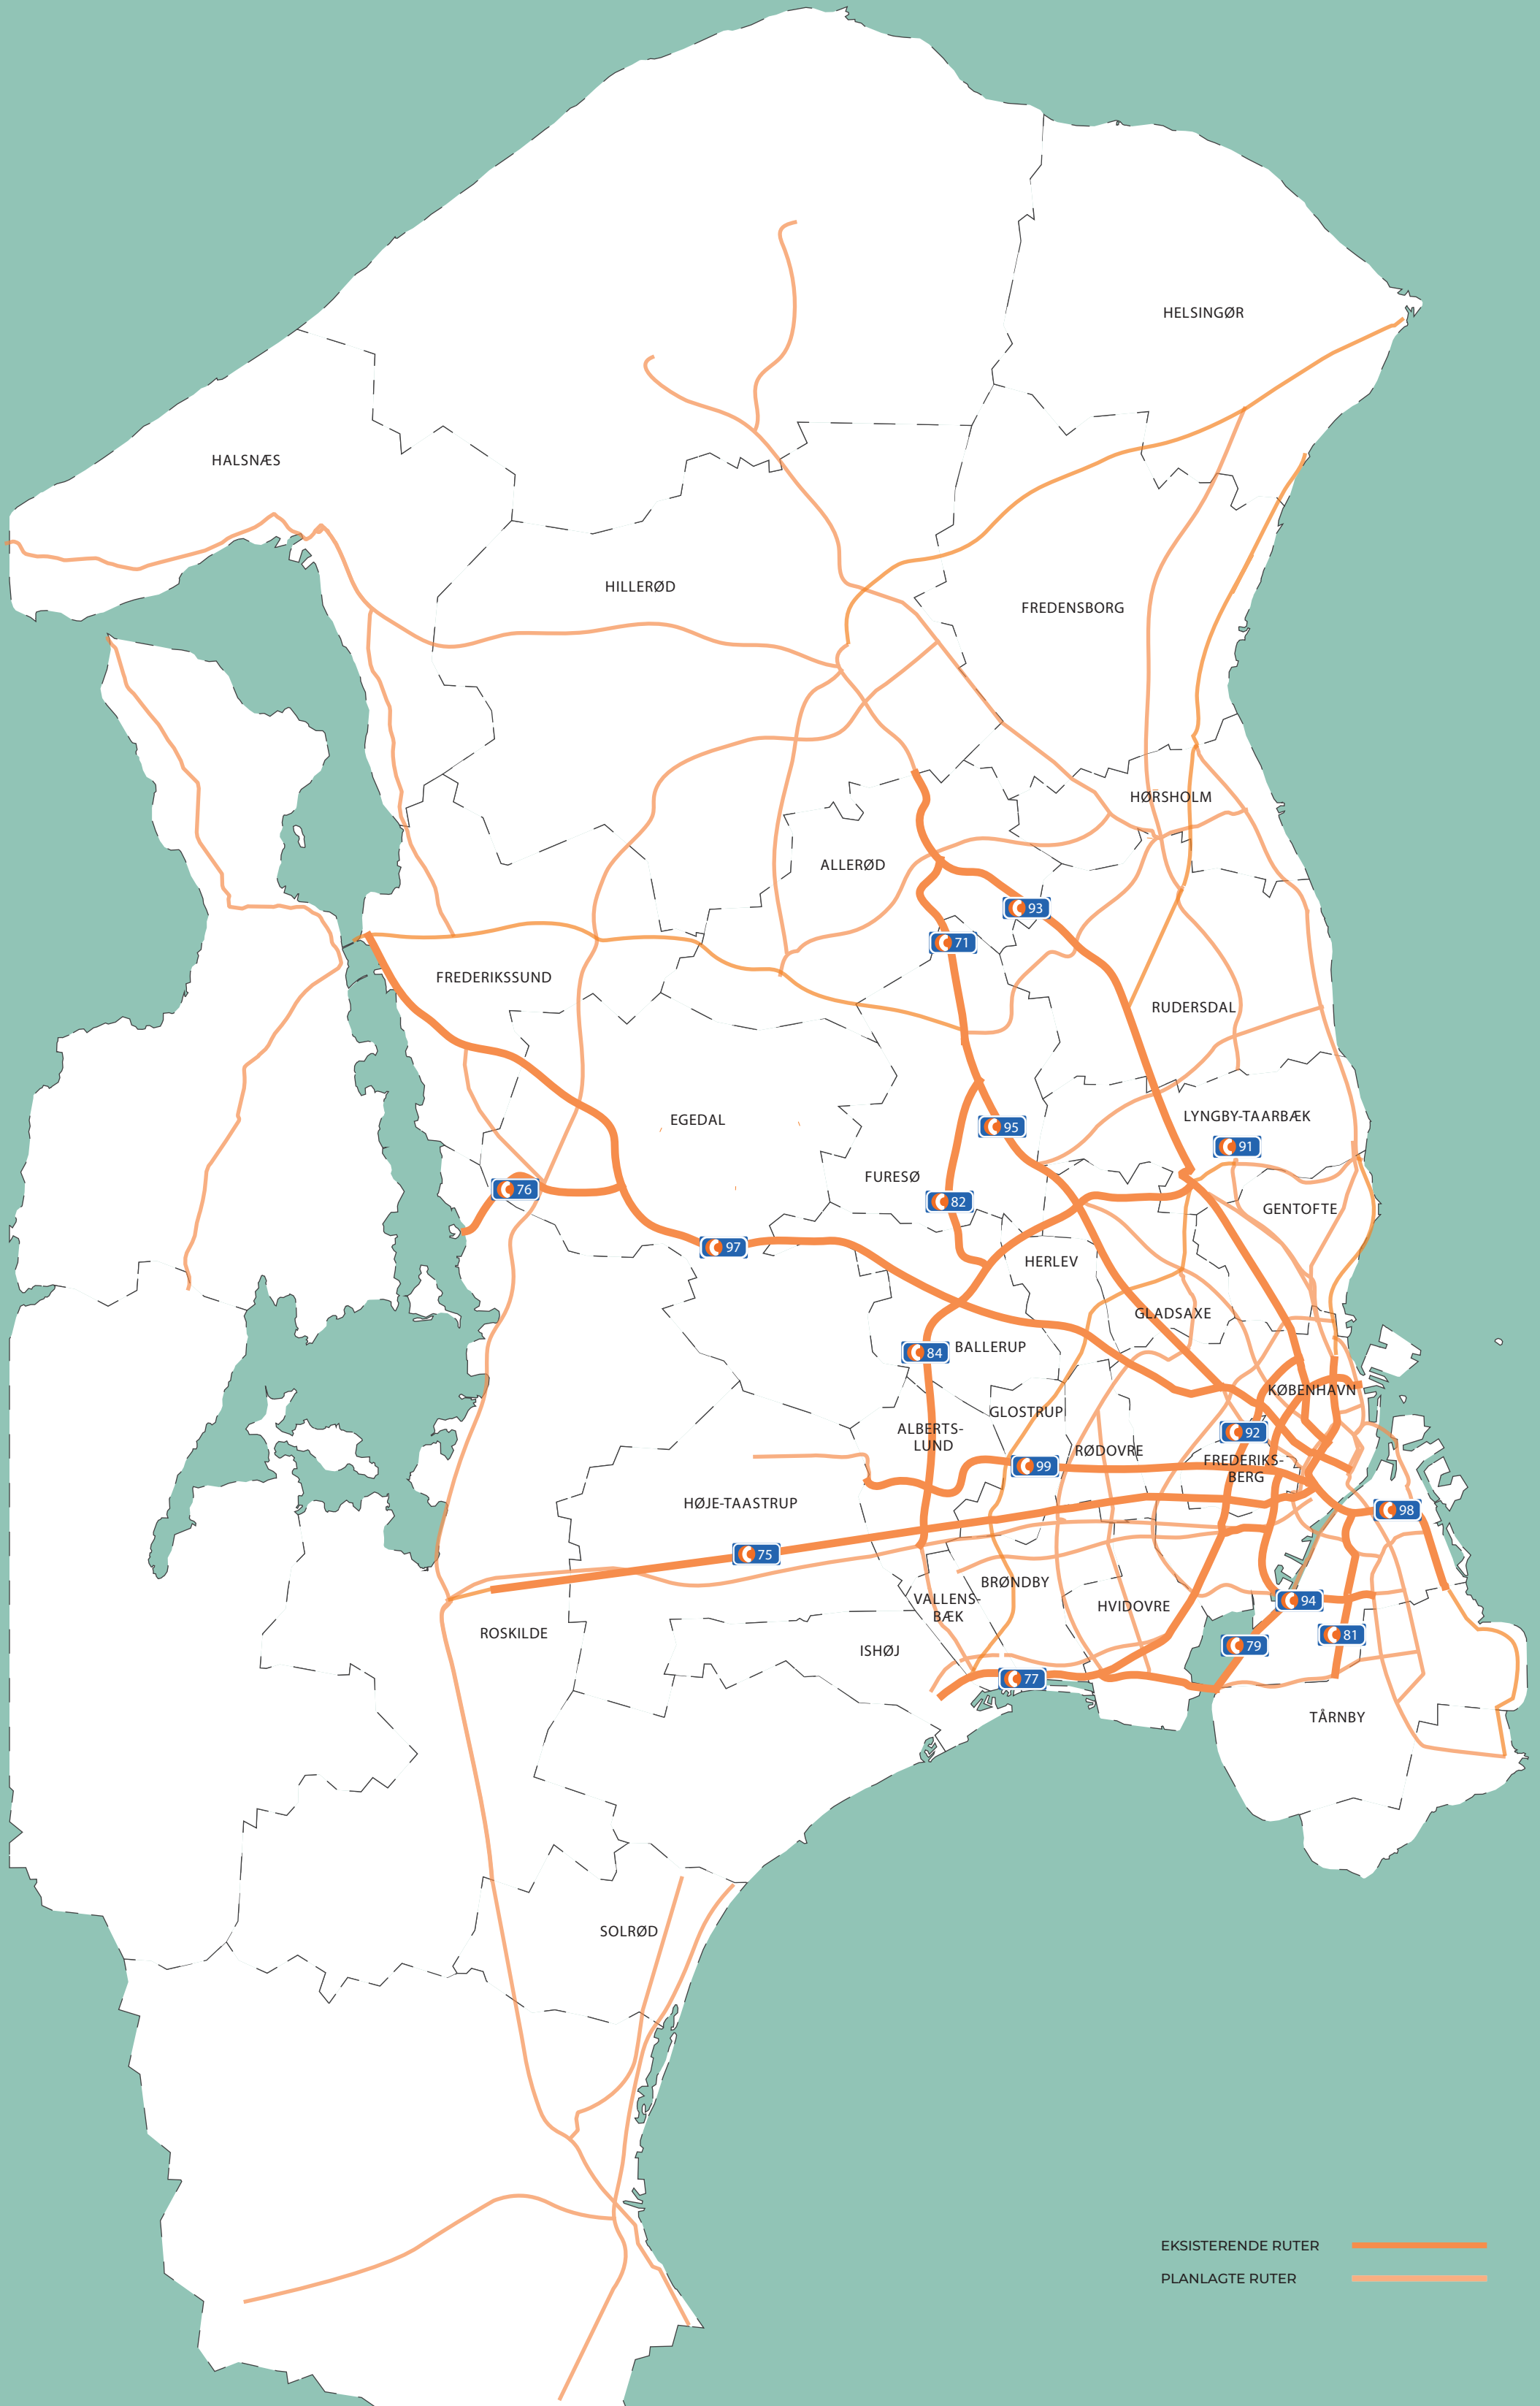 HELSINGØR
HALSNÆS
HILLERØD
FREDENSBORG
HØRSHOLM
ALLERØD
93
71
FREDERIKSSUND
RUDERSDAL
EGEDAL
LYNGBY-TAARBÆK
95
91
FURESØ
76
82
GENTOFTE
97
HERLEV
GLADSAXE
84
BALLERUP
KØBENHAVN
GLOSTRUP
ALBERTS-
LUND
92
RØDOVRE
FREDERIKS-
BERG
99
HØJE-TAASTRUP
98
75
BRØNDBY
VALLENS-
BÆK
HVIDOVRE
94
ROSKILDE
81
79
ISHØJ
77
TÅRNBY
SOLRØD
EKSISTERENDE RUTER
PLANLAGTE RUTER